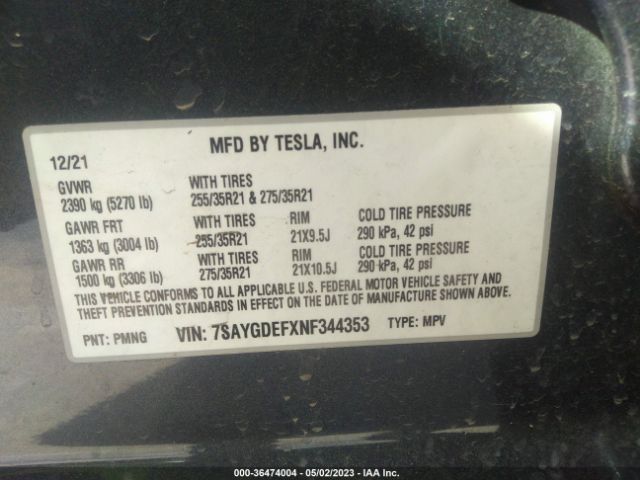 MFD BY TESLA, INC.
12/21
GVWR WITH TIRES
2390 kg (5270 lb) 255/35R21 & 275/35R21
GAWR FRT WITH TIRES RIM COLD TIRE PRESSURE
1363 kg (3004 lb) 255/35R21 21X9.5J 290 kPa, 42 psi
GAWR RR WITH TIRES RIM COLD TIRE PRESSURE
1500 kg (3306 lb) 275/35R21 21X10.5J 290 kPa, 42 psi
THIS VEHICLE CONFORMS TO ALL APPLICABLE U.S. FEDERAL MOTOR VEHICLE SAFETY AND
THEFT PREVENTION STANDARDS IN EFFECT ON THE DATE OF MANUFACTURE SHOWN ABOVE.
PNT: PMNG VIN: 7SAYGDEFXNF344353 TYPE: MPV
000-36474004 - 05/02/2023 - IAA Inc.